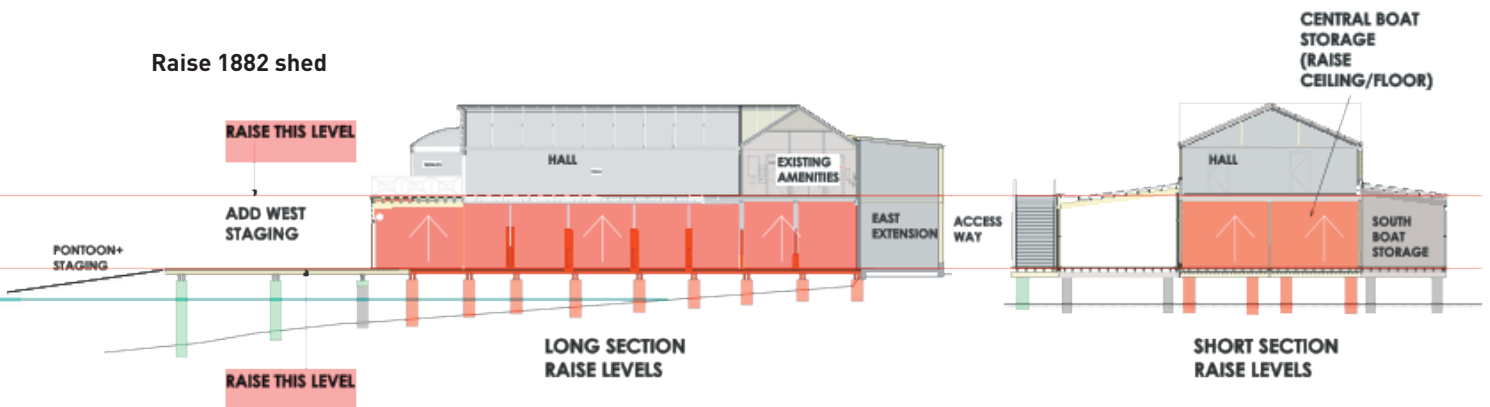 CENTRAL BOAT
STORAGE
(RAISE
CEILING/FLOOR)
Raise 1882 shed
RAISE THIS LEVEL
HALL
EXISTING
AMENITIES
HALL
ADD WEST
STAGING
EAST
EXTENSION
ACCESS
WAY
SOUTH
BOAT
STORAGE
PONTOON+
STAGING
LONG SECTION
RAISE LEVELS
SHORT SECTION
RAISE LEVELS
RAISE THIS LEVEL